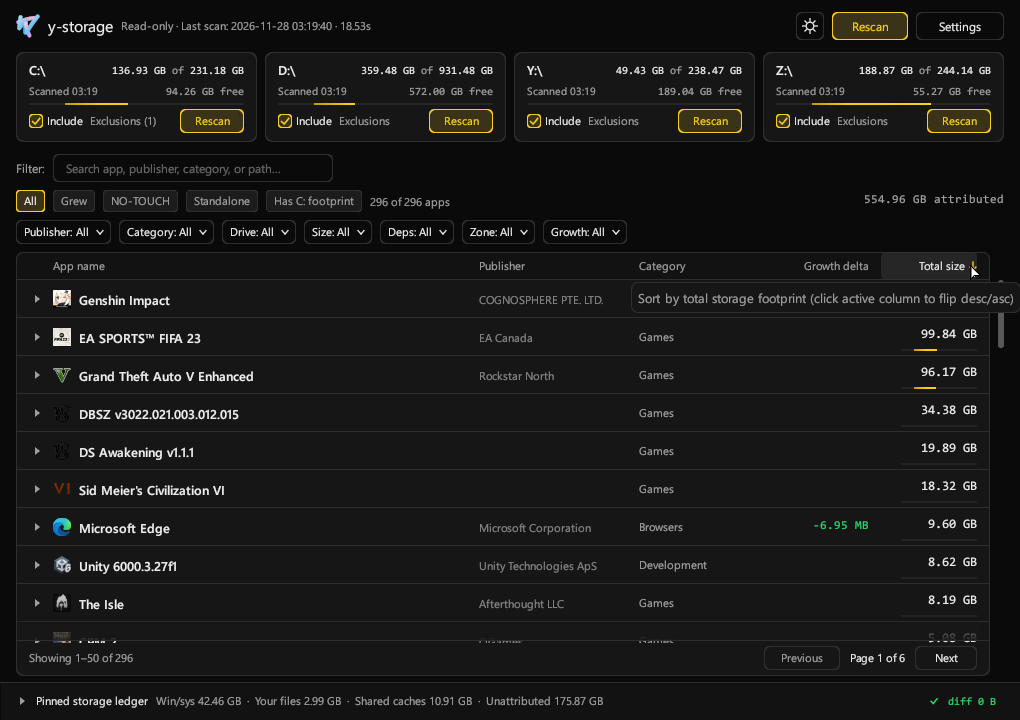 y-storage Read-only · Last scan: 2026-11-28 03:19:40 · 18.53s Rescan Settings
C:\ 136.93 GB of 231.18 GB
Scanned 03:19 94.26 GB free
Include Exclusions (1) Rescan
D:\ 359.48 GB of 931.48 GB
Scanned 03:19 572.00 GB free
Include Exclusions Rescan
Y:\ 49.43 GB of 238.47 GB
Scanned 03:19 189.04 GB free
Include Exclusions Rescan
Z:\ 188.87 GB of 244.14 GB
Scanned 03:19 55.27 GB free
Include Exclusions Rescan
Filter: Search app, publisher, category, or path...
All Grew NO-TOUCH Standalone Has C: footprint 296 of 296 apps 554.96 GB attributed
Publisher: All Category: All Drive: All Size: All Deps: All Zone: All Growth: All
App name Publisher Category Growth delta Total size
Genshin Impact COGNOSPHERE PTE. LTD.
Sort by total storage footprint (click active column to flip desc/asc)
EA SPORTS™ FIFA 23 EA Canada Games 99.84 GB
Grand Theft Auto V Enhanced Rockstar North Games 96.17 GB
DBSZ v3022.021.003.012.015 Games 34.38 GB
DS Awakening v1.1.1 Games 19.89 GB
VI Sid Meier's Civilization VI Games 18.32 GB
Microsoft Edge Microsoft Corporation Browsers -6.95 MB 9.60 GB
Unity 6000.3.27f1 Unity Technologies ApS Development 8.62 GB
The Isle Afterthought LLC Games 8.19 GB
Games 5.08 GB
Showing 1–50 of 296 Previous Page 1 of 6 Next
Pinned storage ledger Win/sys 42.46 GB · Your files 2.99 GB · Shared caches 10.91 GB · Unattributed 175.87 GB diff 0 B